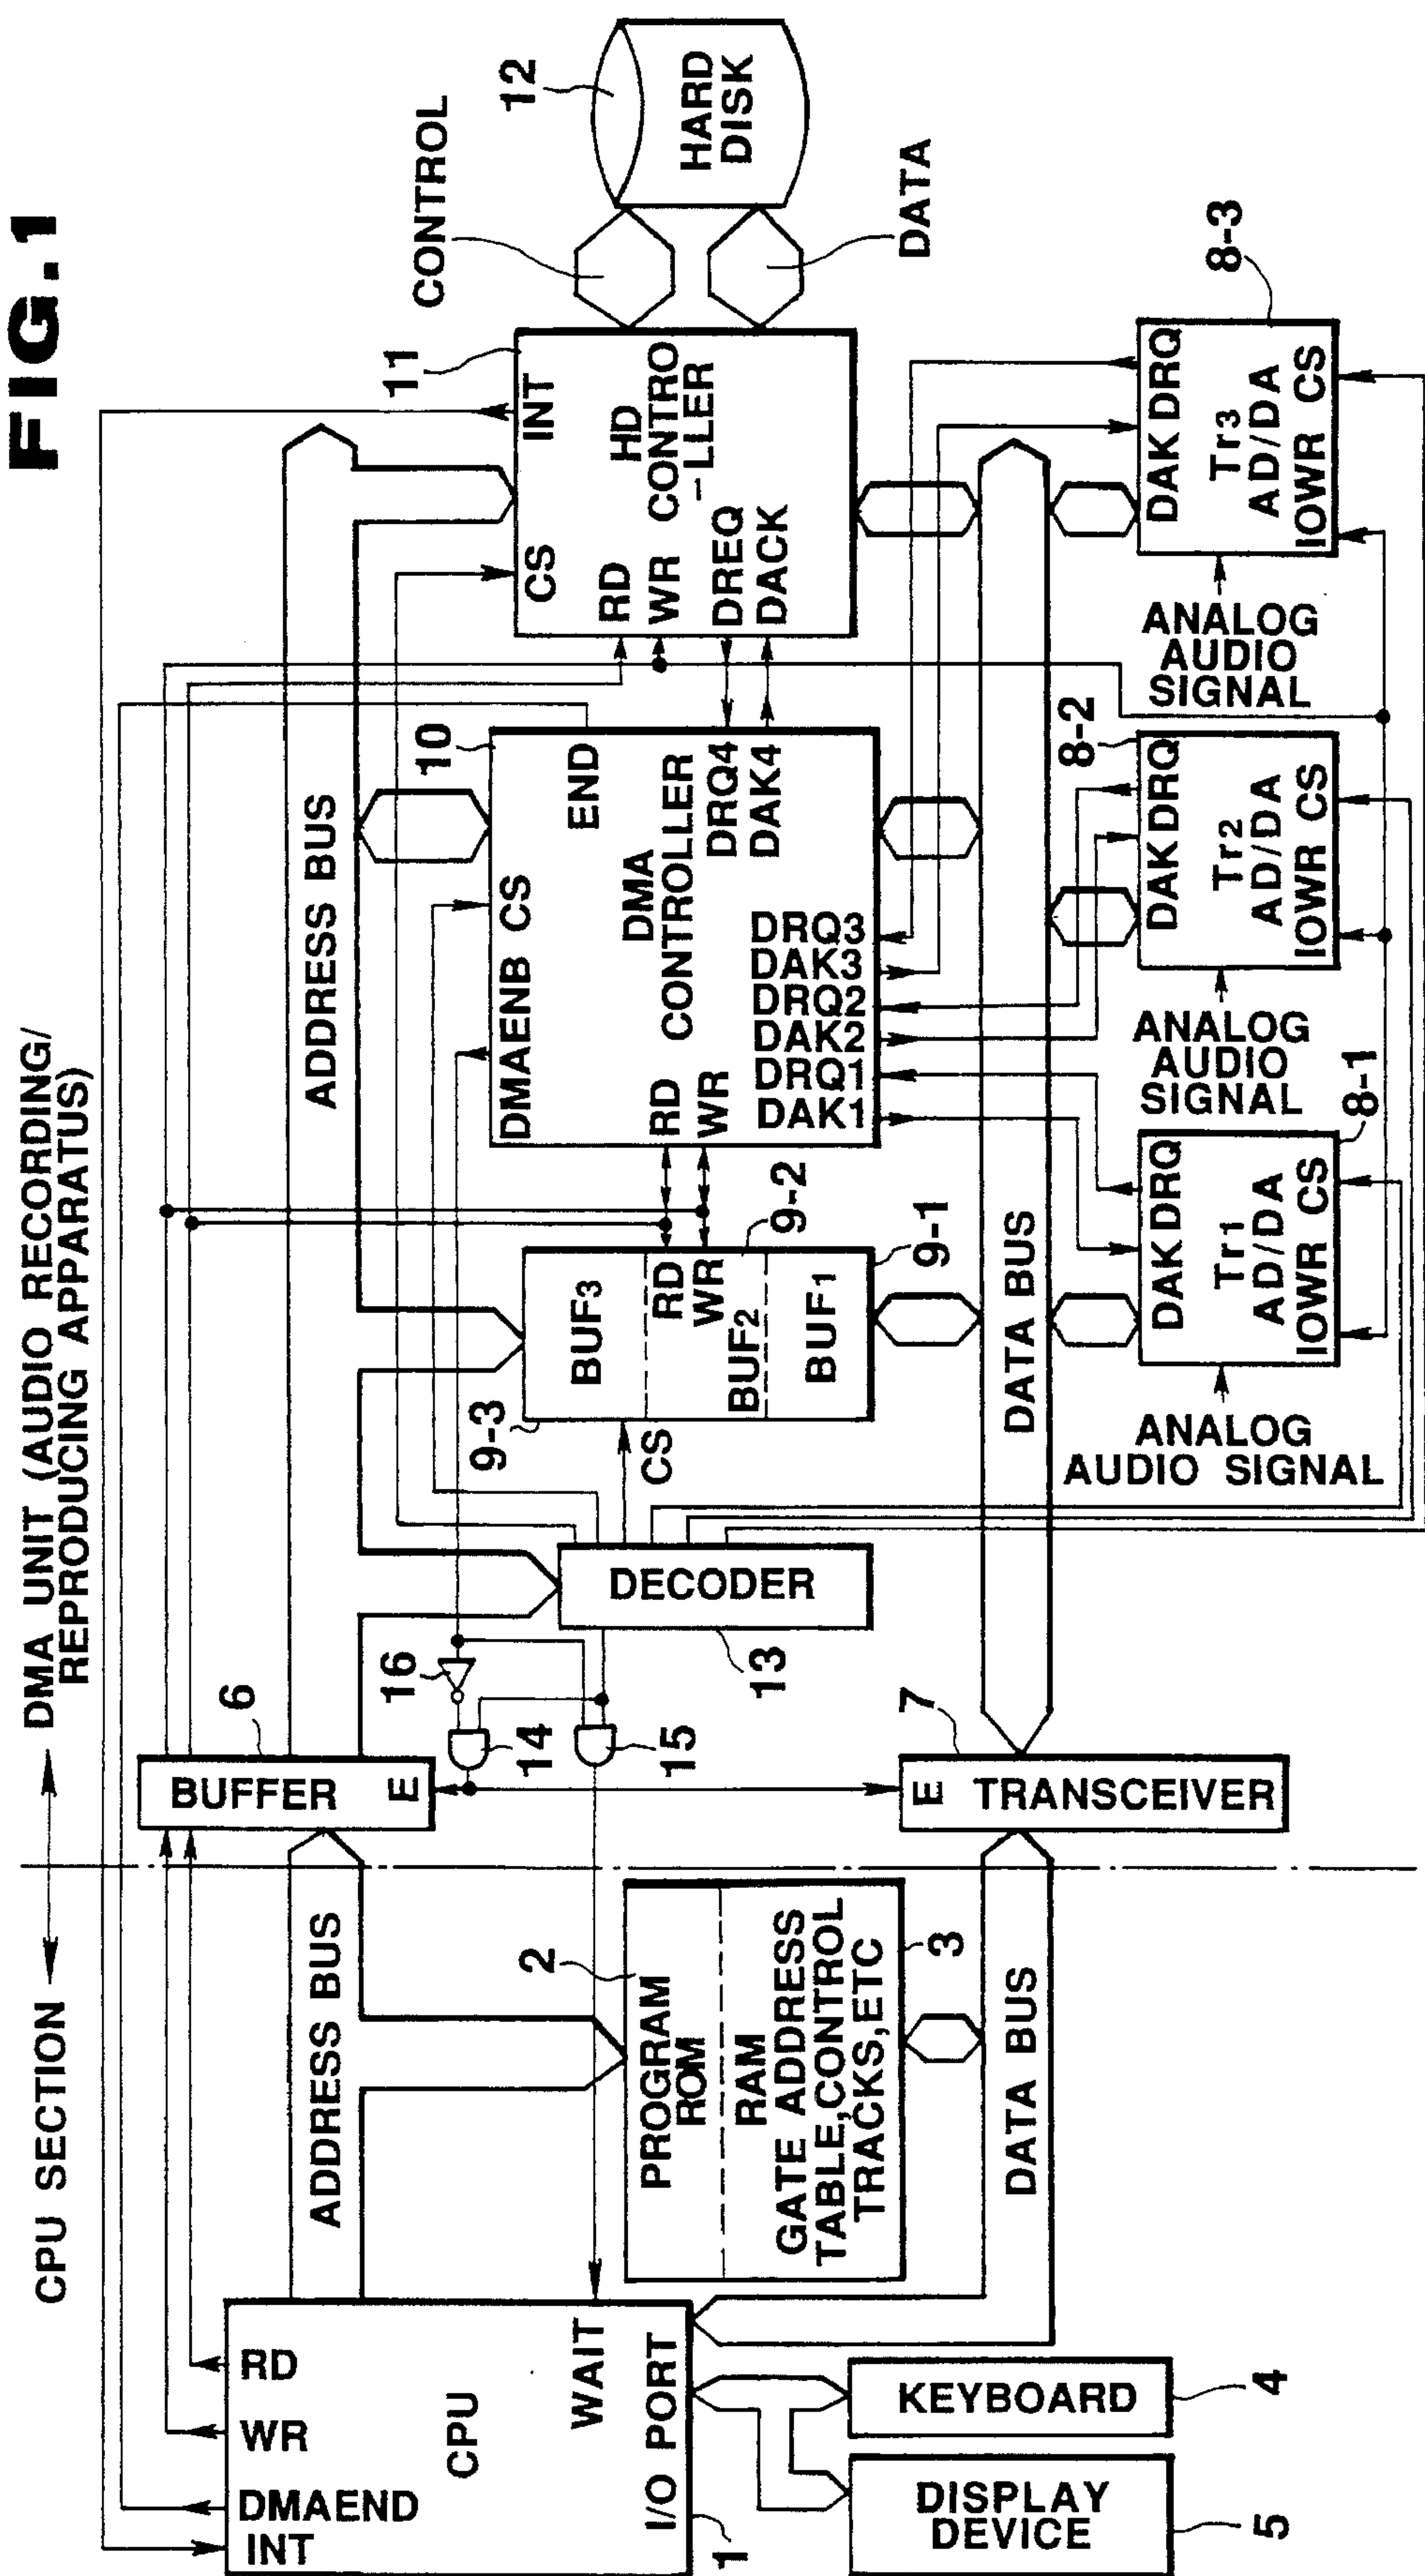 FIG.1
CPU SECTION
DMA UNIT (AUDIO RECORDING/
REPRODUCING APPARATUS)
INT
DMAEND
WR
RD
CPU
WAIT
I/O PORT
1
ADDRESS BUS
2
PROGRAM
ROM
RAM
GATE ADDRESS
TABLE,CONTROL
TRACKS,ETC
3
DATA BUS
KEYBOARD
4
DISPLAY
DEVICE
5
6
BUFFER
E
7
E
TRANSCEIVER
16
14
15
DECODER
13
ADDRESS BUS
9-3
CS
BUF3
RD
WR
BUF2
BUF1
9-2
9-1
DATA BUS
10
DMAENB
CS
END
DMA
CONTROLLER
RD
WR
DRQ4
DAK4
DRQ3
DAK3
DRQ2
DAK2
DRQ1
DAK1
11
CS
INT
HD
CONTRO
-LLER
RD
WR
DREQ
DACK
CONTROL
DATA
12
HARD
DISK
DAK DRQ
Tr1
AD/DA
IOWR CS
8-1
ANALOG
AUDIO SIGNAL
DAK DRQ
Tr2
AD/DA
IOWR CS
8-2
ANALOG
AUDIO
SIGNAL
DAK DRQ
Tr3
AD/DA
IOWR CS
8-3
ANALOG
AUDIO
SIGNAL